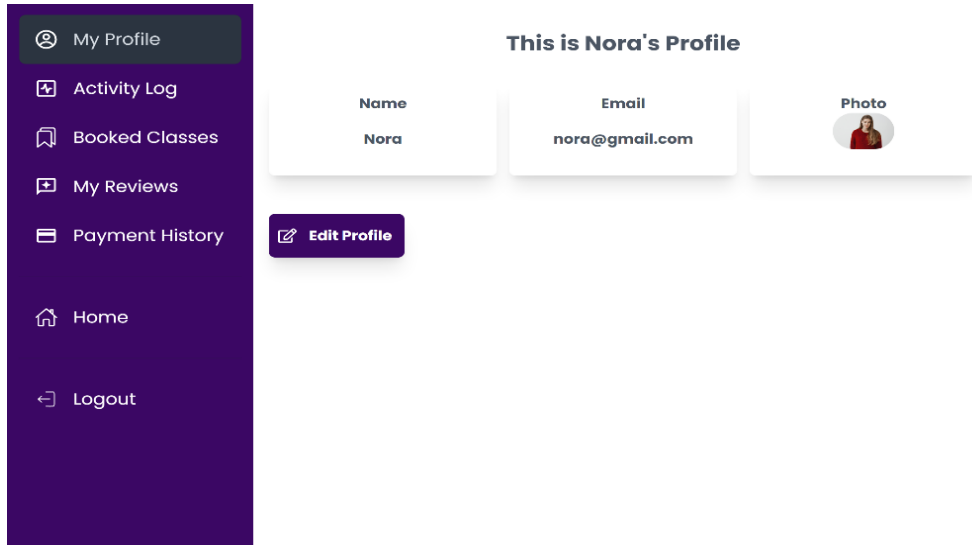 My Profile
Activity Log
Booked Classes
My Reviews
Payment History
Home
Logout
This is Nora's Profile
Name
Nora
Email
nora@gmail.com
Photo
Edit Profile